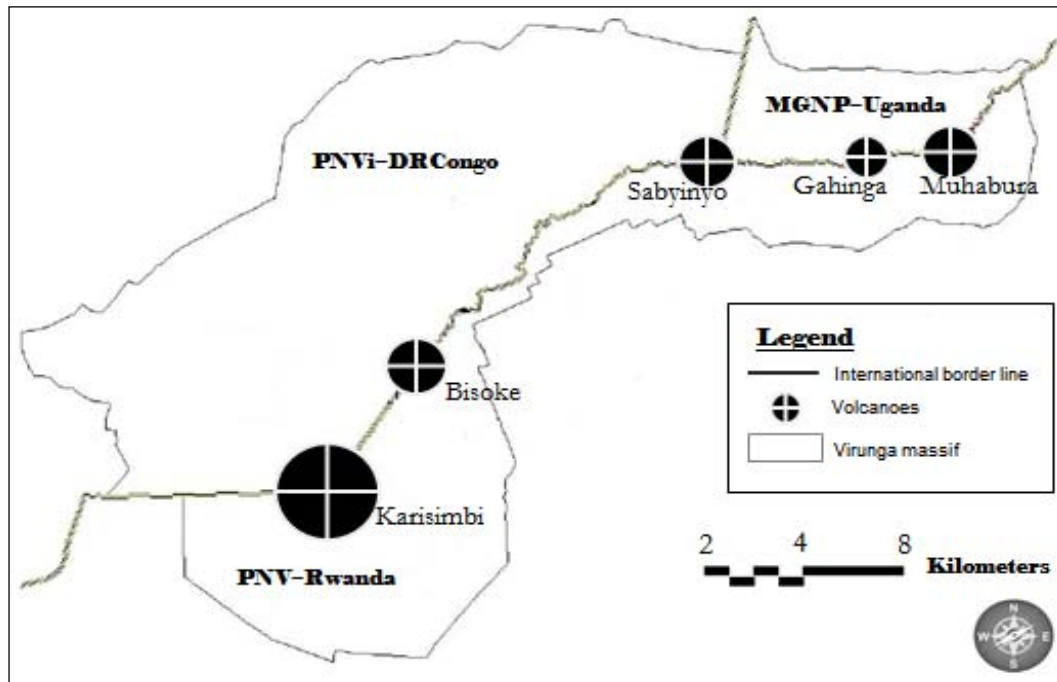 MGNP-Uganda
PNVi-DRCongo
Sabyinyo
Gahinga
Muhabura
Bisoke
Karisimbi
PNV-Rwanda
Legend
International border line
Volcanoes
Virunga massif
2 4 8
Kilometers
N
W E
S